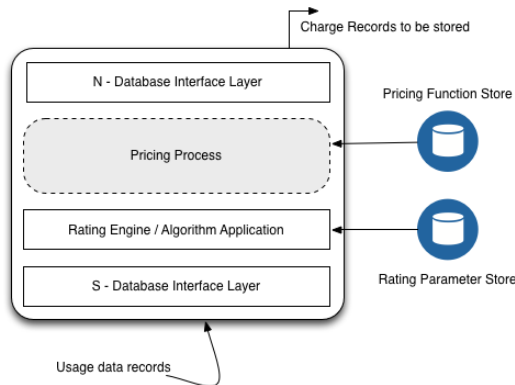 Charge Records to be stored
N - Database Interface Layer
Pricing Function Store
Pricing Process
Rating Engine / Algorithm Application
Rating Parameter Store
S - Database Interface Layer
Usage data records